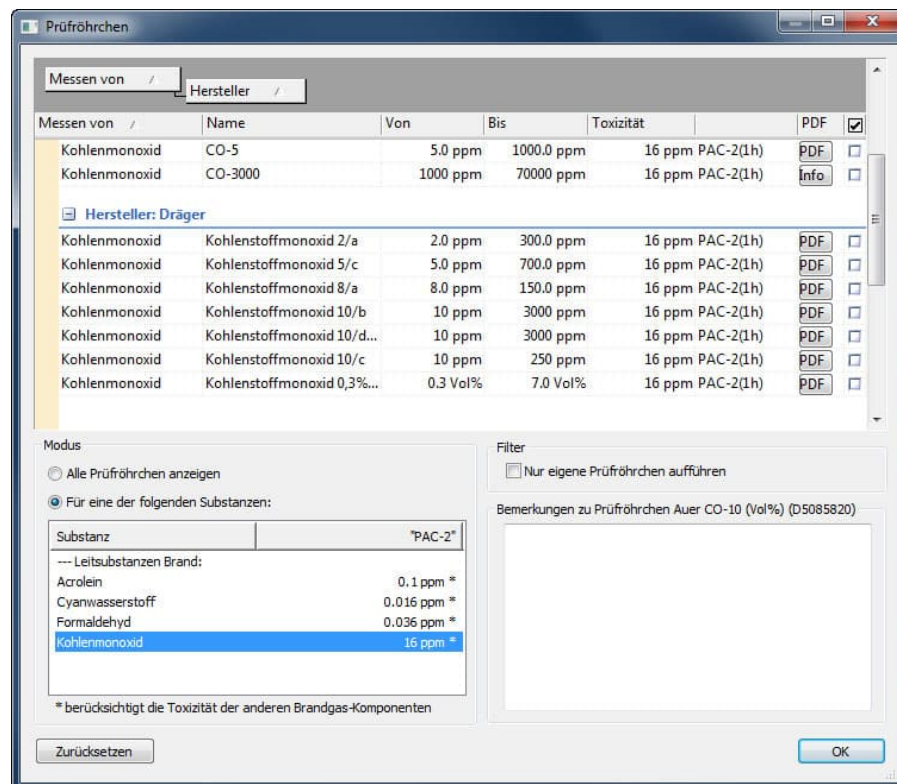 Prüfröhrchen
Messen von
Hersteller
Messen von Name Von Bis Toxizität PDF
Kohlenmonoxid CO-5 5.0 ppm 1000.0 ppm 16 ppm PAC-2(1h) PDF
Kohlenmonoxid CO-3000 1000 ppm 70000 ppm 16 ppm PAC-2(1h) Info
Hersteller: Dräger
Kohlenmonoxid Kohlenstoffmonoxid 2/a 2.0 ppm 300.0 ppm 16 ppm PAC-2(1h) PDF
Kohlenmonoxid Kohlenstoffmonoxid 5/c 5.0 ppm 700.0 ppm 16 ppm PAC-2(1h) PDF
Kohlenmonoxid Kohlenstoffmonoxid 8/a 8.0 ppm 150.0 ppm 16 ppm PAC-2(1h) PDF
Kohlenmonoxid Kohlenstoffmonoxid 10/b 10 ppm 3000 ppm 16 ppm PAC-2(1h) PDF
Kohlenmonoxid Kohlenstoffmonoxid 10/d... 10 ppm 3000 ppm 16 ppm PAC-2(1h) PDF
Kohlenmonoxid Kohlenstoffmonoxid 10/c 10 ppm 250 ppm 16 ppm PAC-2(1h) PDF
Kohlenmonoxid Kohlenstoffmonoxid 0,3%... 0.3 Vol% 7.0 Vol% 16 ppm PAC-2(1h) PDF
Modus
Alle Prüfröhrchen anzeigen
Für eine der folgenden Substanzen:
Substanz "PAC-2"
--- Leitsubstanzen Brand:
Acrolein 0.1 ppm *
Cyanwasserstoff 0.016 ppm *
Formaldehyd 0.036 ppm *
Kohlenmonoxid 16 ppm *
* berücksichtigt die Toxizität der anderen Brandgas-Komponenten
Filter
Nur eigene Prüfröhrchen aufführen
Bemerkungen zu Prüfröhrchen Auer CO-10 (Vol%) (D5085820)
Zurücksetzen
OK